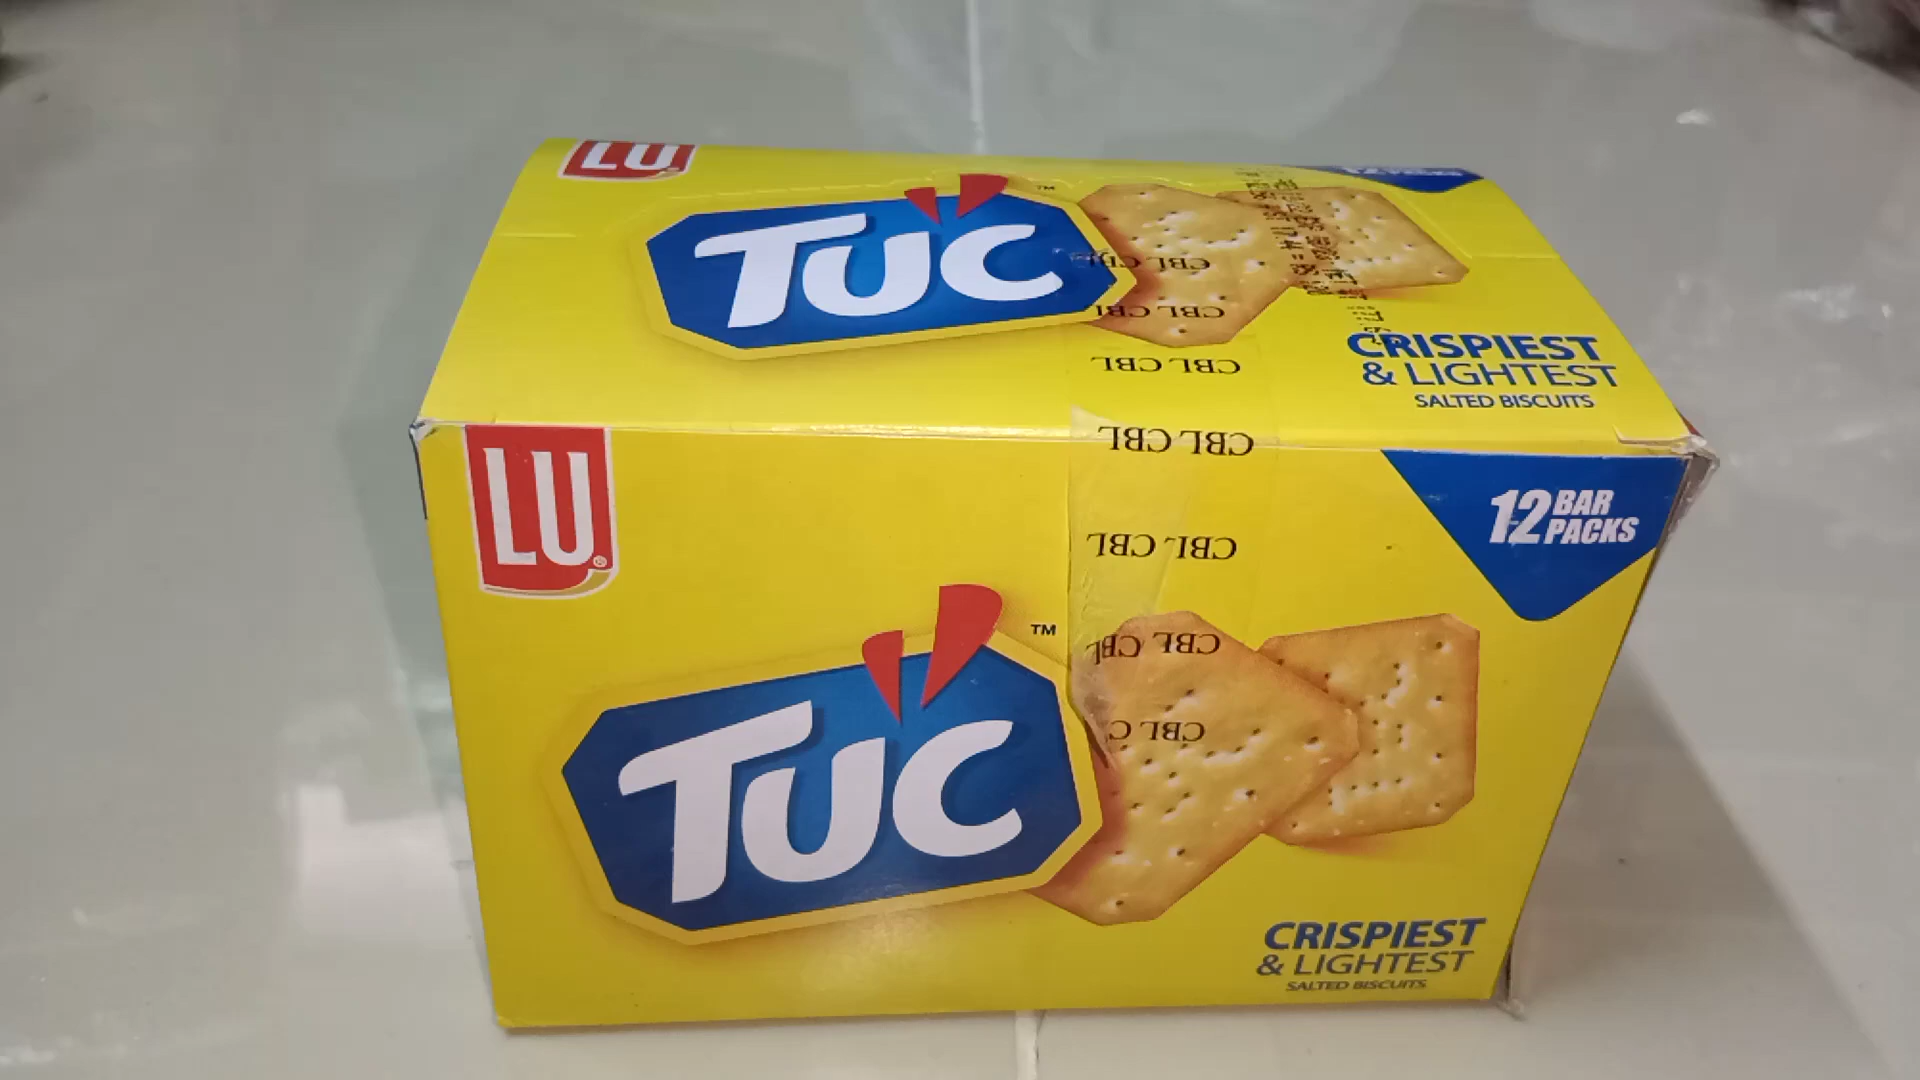 LU
TUC
TM
CBL CBL
CBL CBL
CBL CBL
CRISPIEST
& LIGHTEST
SALTED BISCUITS
CBL CBL
LU®
12 BAR
PACKS
CBL CBL
CBL CBL
TUC
TM
CBL C
CRISPIEST
& LIGHTEST
SALTED BISCUITS